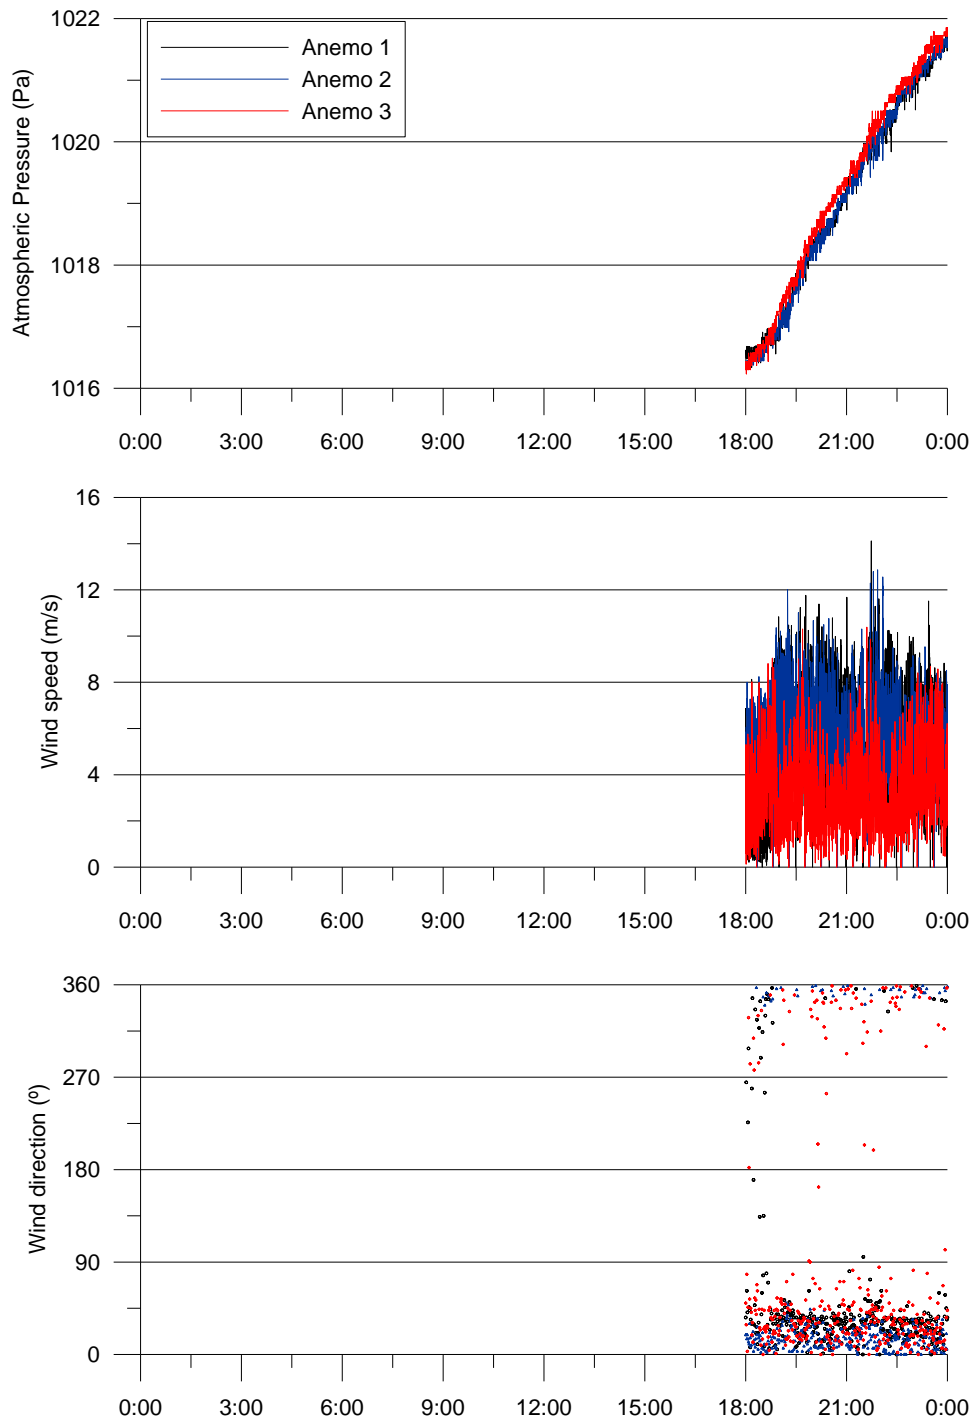 1022
Anemo 1
Anemo 2
Anemo 3
1020
1018
1016
Atmospheric Pressure (Pa)
0:00 3:00 6:00 9:00 12:00 15:00 18:00 21:00 0:00
16
12
8
4
0
Wind speed (m/s)
0:00 3:00 6:00 9:00 12:00 15:00 18:00 21:00 0:00
360
270
180
90
0
Wind direction (º)
0:00 3:00 6:00 9:00 12:00 15:00 18:00 21:00 0:00